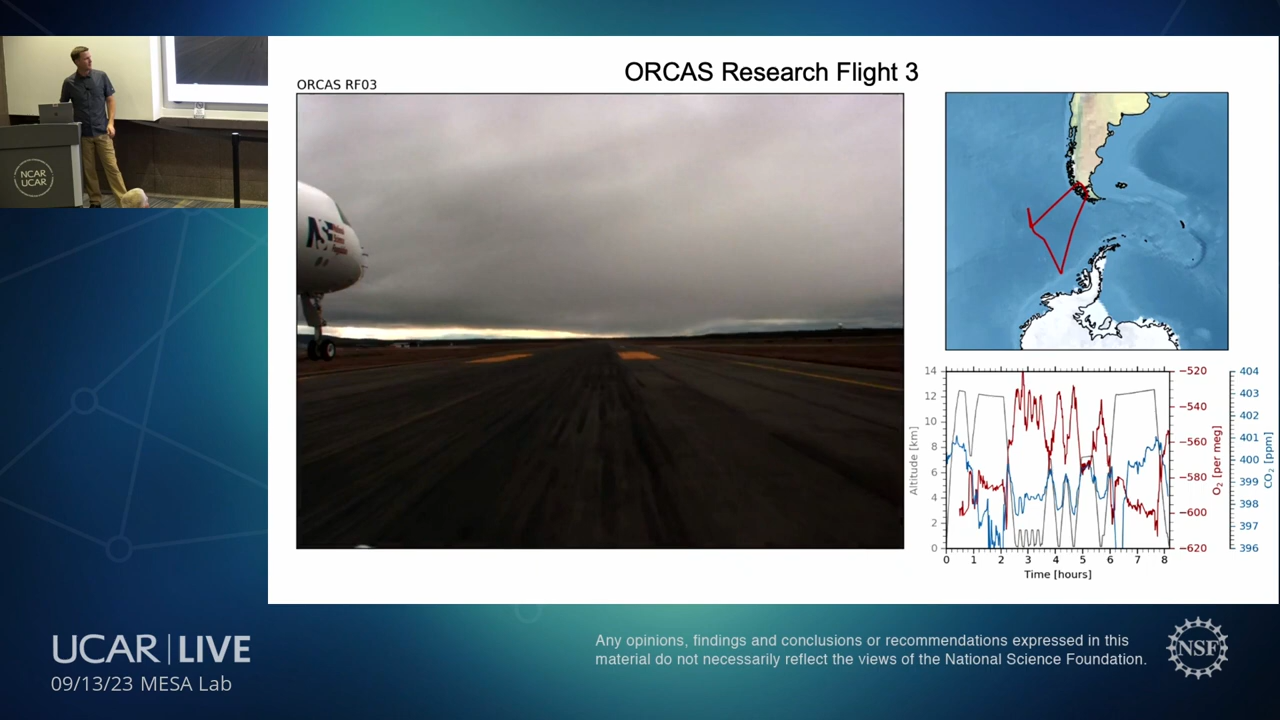 ORCAS Research Flight 3
ORCAS RF03
NCAR
UCAR
14
12
10
8
6
4
2
0
Altitude [km]
0 1 2 3 4 5 6 7 8
Time [hours]
−520
−540
−560
−580
−600
−620
O₂ [per meg]
404
403
402
401
400
399
398
397
396
CO₂ [ppm]
UCAR | LIVE
09/13/23 MESA Lab
Any opinions, findings and conclusions or recommendations expressed in this
material do not necessarily reflect the views of the National Science Foundation.
NSF